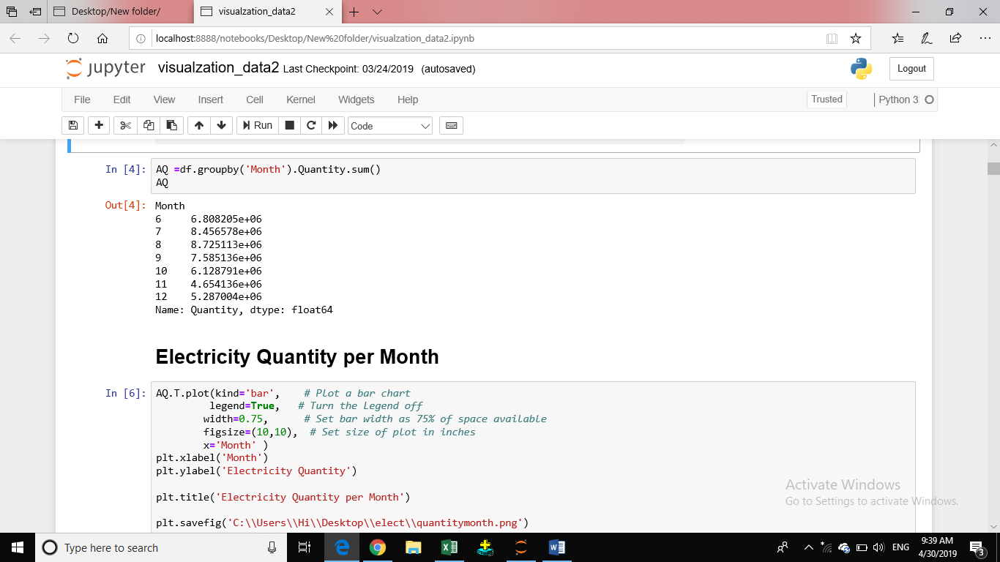 Desktop/New folder/
visualzation_data2
localhost:8888/notebooks/Desktop/New%20folder/visualzation_data2.ipynb
jupyter visualzation_data2 Last Checkpoint: 03/24/2019 (autosaved)
Logout
File Edit View Insert Cell Kernel Widgets Help
Trusted
Python 3
Run
Code
In [4]: AQ =df.groupby('Month').Quantity.sum()
AQ
Out[4]: Month
6 6.808205e+06
7 8.456578e+06
8 8.725113e+06
9 7.585136e+06
10 6.128791e+06
11 4.654136e+06
12 5.287004e+06
Name: Quantity, dtype: float64
Electricity Quantity per Month
In [6]: AQ.T.plot(kind='bar', # Plot a bar chart
legend=True, # Turn the Legend off
width=0.75, # Set bar width as 75% of space available
figsize=(10,10), # Set size of plot in inches
x='Month' )
plt.xlabel('Month')
plt.ylabel('Electricity Quantity')
plt.title('Electricity Quantity per Month')
plt.savefig('C:\\Users\\Hi\\Desktop\\elect\\quantitymonth.png')
Activate Windows
Go to Settings to activate Windows.
Type here to search
ENG
9:39 AM
4/30/2019
3